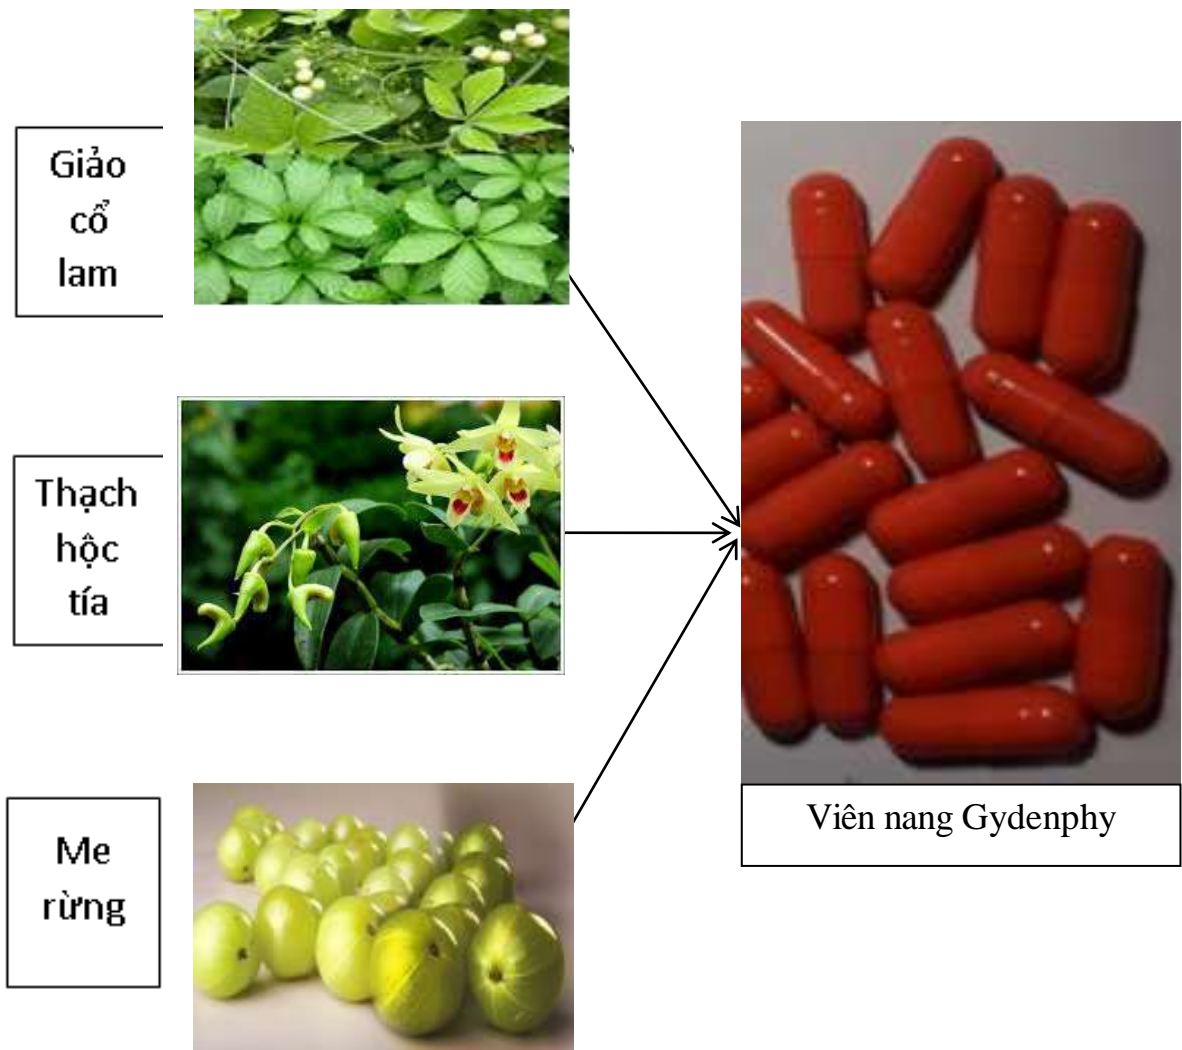 Giảo
cổ
lam
Thạch
hộc
tía
Me
rừng
Viên nang Gydenphy